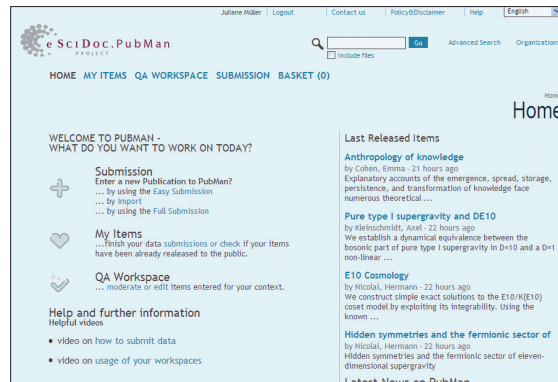 Juliane Müller Logout Contact us Policy&Disclaimer Help English
eSciDoc.PubMan
PROJECT
Go Advanced Search Organizations
Include files
HOME MY ITEMS QA WORKSPACE SUBMISSION BASKET (0)
Home
Home
WELCOME TO PUBMAN -
WHAT DO YOU WANT TO WORK ON TODAY?
Submission
Enter a new Publication to PubMan?
... by using the Easy Submission
... by Import
... by using the Full Submission
My Items
...finish your data submissions or check if your items
have been already realeased to the public.
QA Workspace
... moderate or edit items entered for your context.
Help and further information
Helpful videos
• video on how to submit data
• video on usage of your workspaces
Last Released Items
Anthropology of knowledge
by Cohen, Emma - 21 hours ago
Explanatory accounts of the emergence, spread, storage,
persistence, and transformation of knowledge face
numerous theoretical ...
Pure type I supergravity and DE10
by Kleinschmidt, Axel - 22 hours ago
We establish a dynamical equivalence between the
bosonic part of pure type I supergravity in D=10 and a D=1
non-linear ...
E10 Cosmology
by Nicolai, Hermann - 22 hours ago
We construct simple exact solutions to the E10/K(E10)
coset model by exploiting its integrability. Using the
known ...
Hidden symmetries and the fermionic sector of
by Nicolai, Hermann - 22 hours ago
Hidden symmetries and the fermionic sector of eleven-
dimensional supergravity
Latest News on PubMan